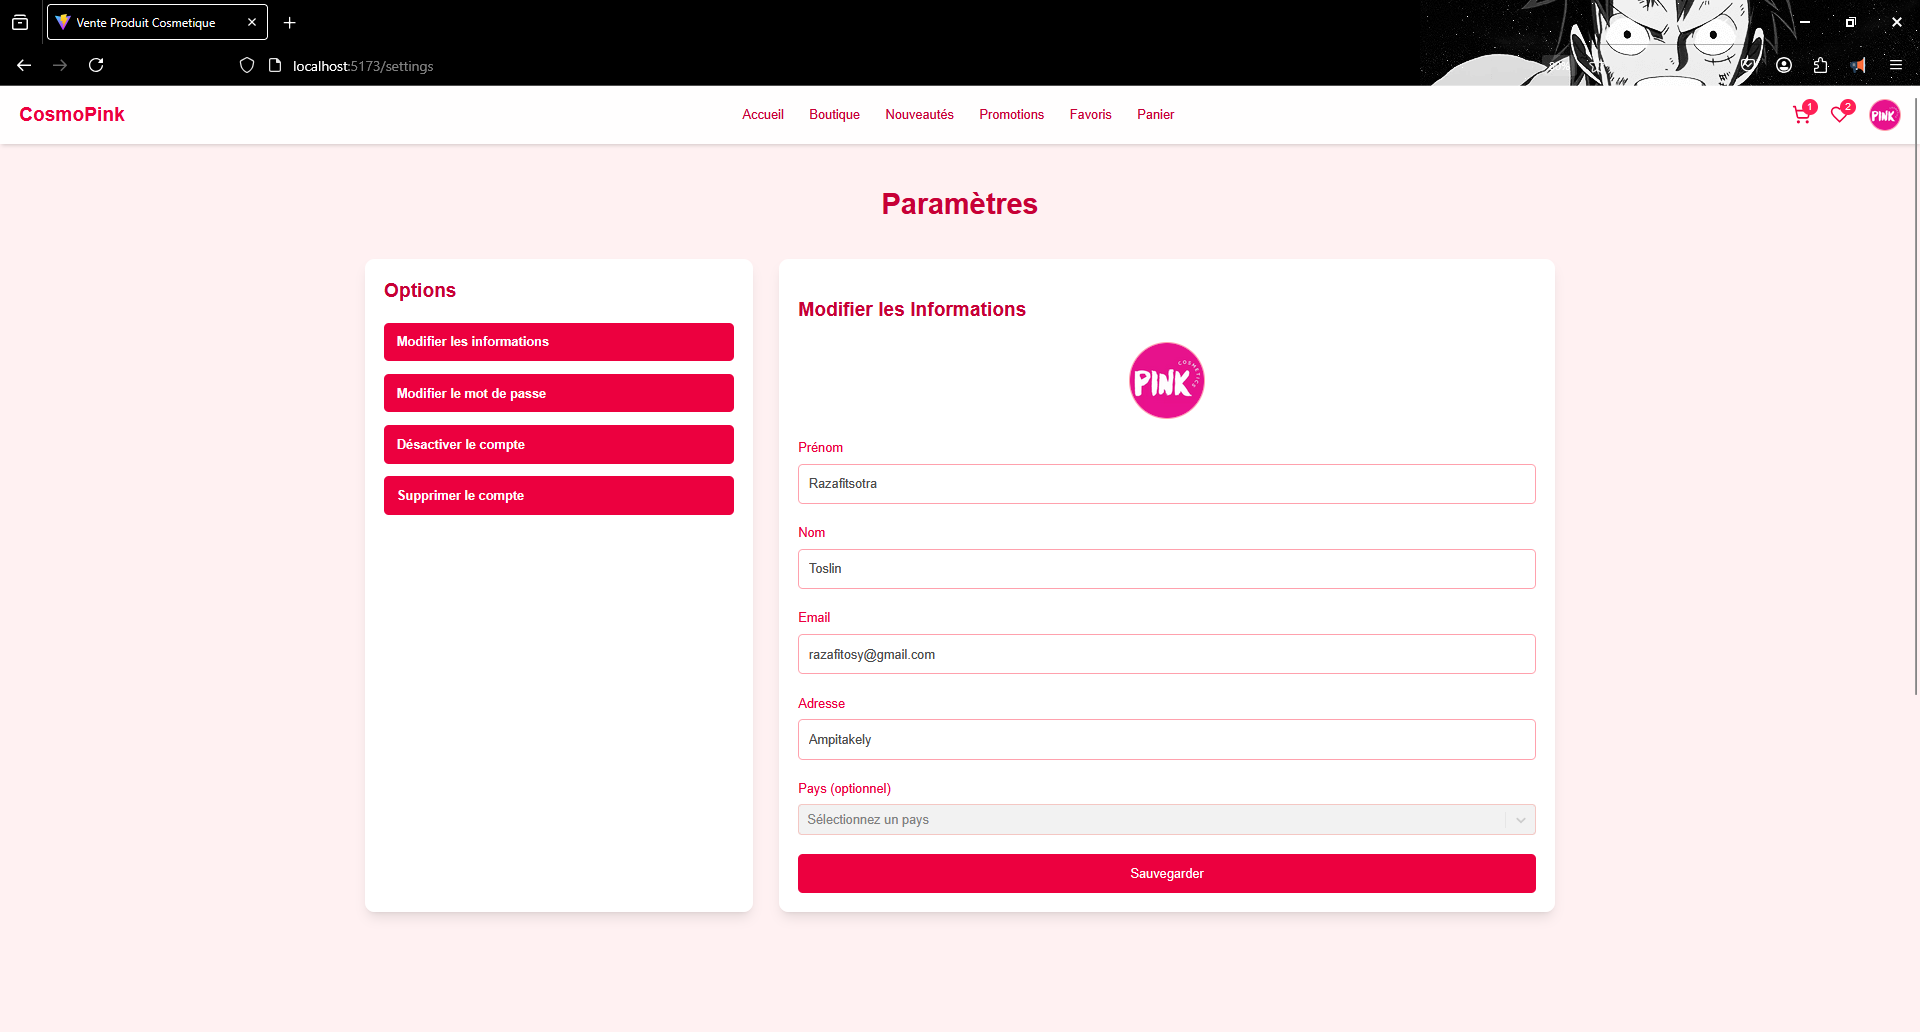 Vente Produit Cosmetique
localhost:5173/settings
CosmoPink
Accueil Boutique Nouveautés Promotions Favoris Panier
1
2
PINK
Paramètres
Options
Modifier les informations
Modifier le mot de passe
Désactiver le compte
Supprimer le compte
Modifier les Informations
PINK
COSMETICS
Prénom
Razafitsotra
Nom
Toslin
Email
razafitosy@gmail.com
Adresse
Ampitakely
Pays (optionnel)
Sélectionnez un pays
Sauvegarder